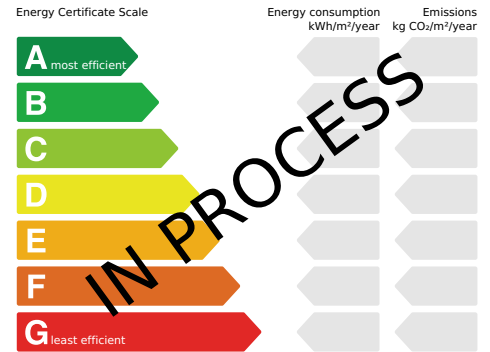 Energy Certificate Scale
Energy consumption
kWh/m²/year
Emissions
kg CO₂/m²/year
A most efficient
B
C
D
E
F
G least efficient
IN PROCESS